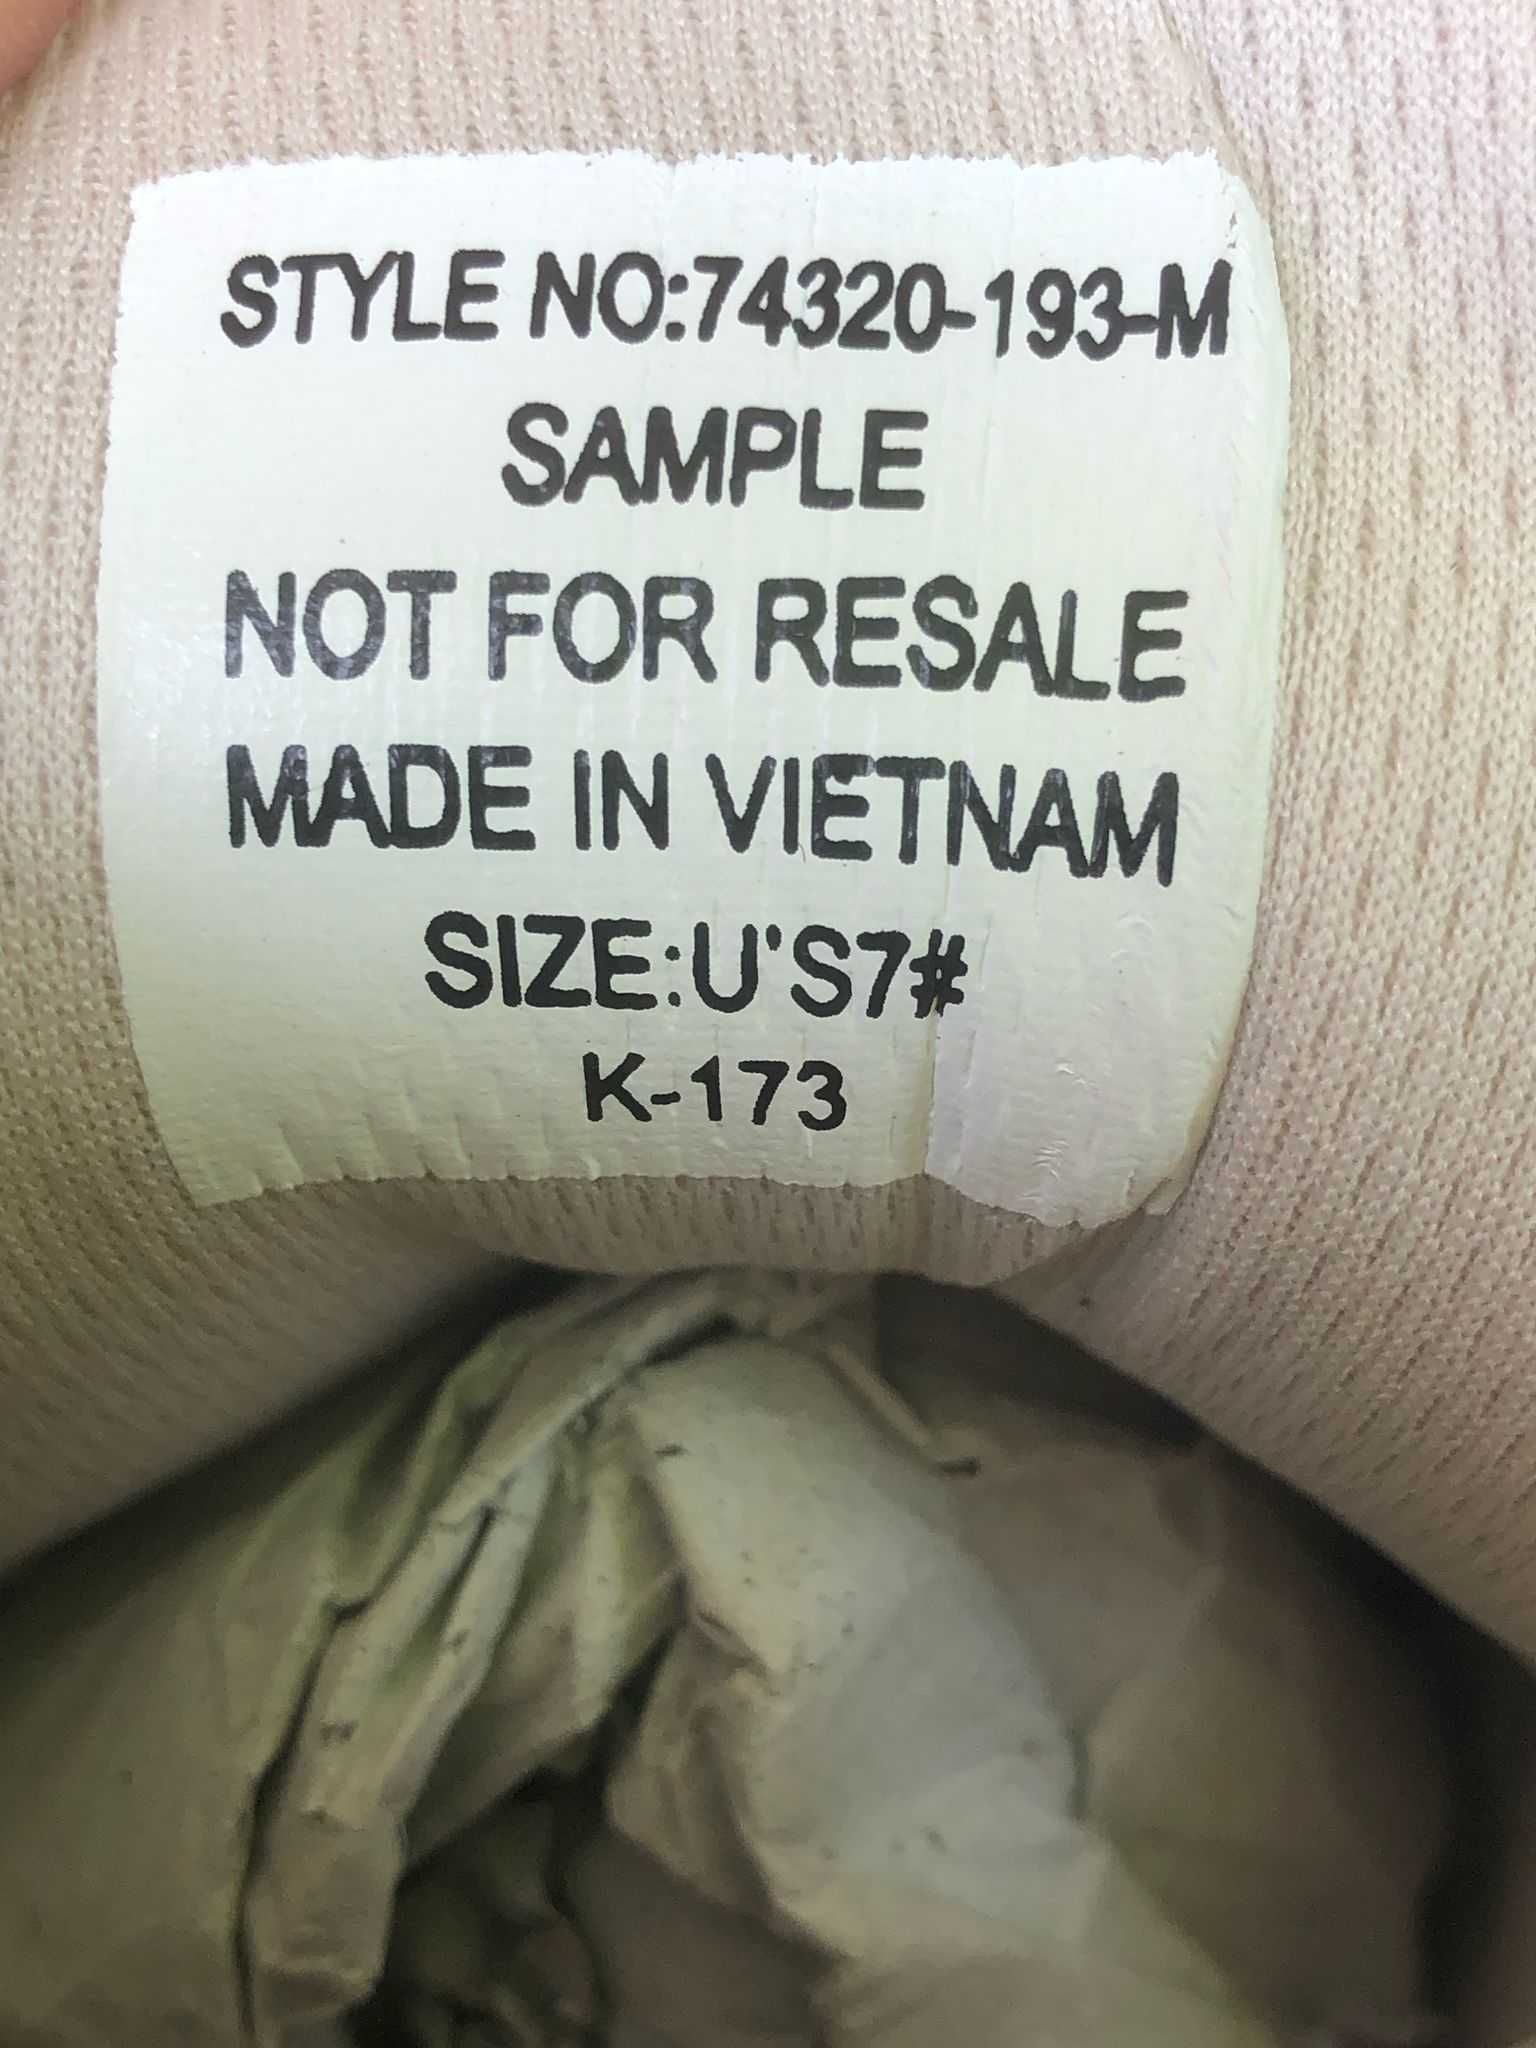 STYLE NO:74320-193-M
SAMPLE
NOT FOR RESALE
MADE IN VIETNAM
SIZE:U'S7#
K-173